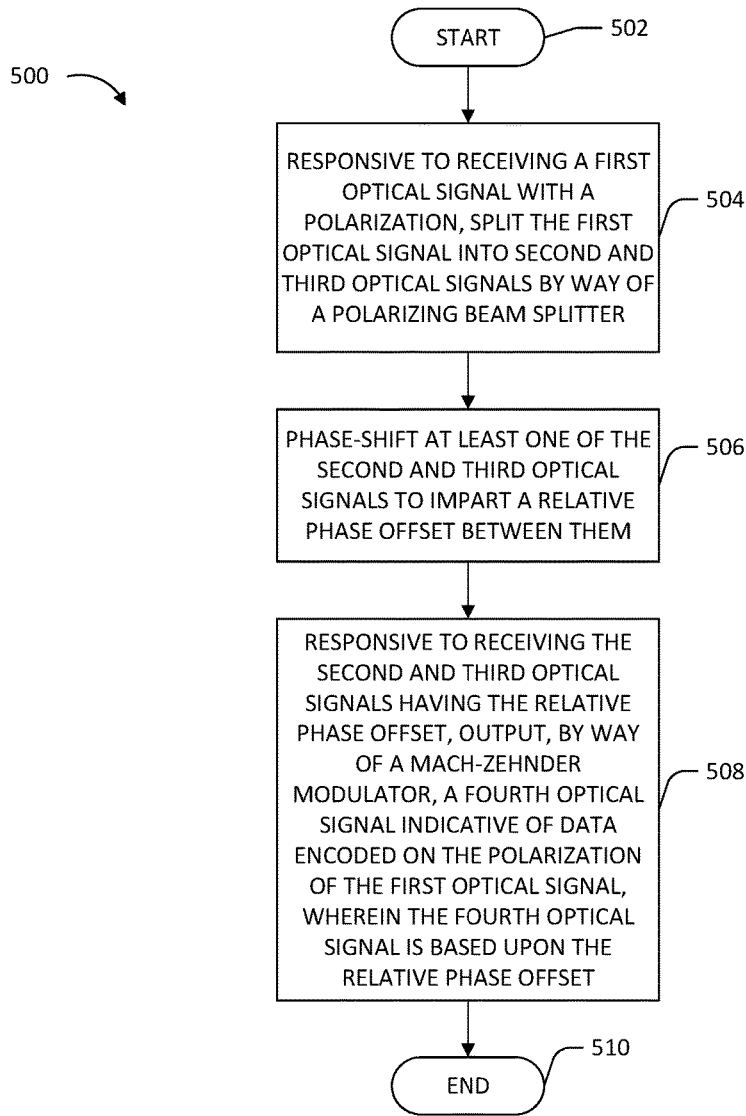 500
START
502
RESPONSIVE TO RECEIVING A FIRST
OPTICAL SIGNAL WITH A
POLARIZATION, SPLIT THE FIRST
OPTICAL SIGNAL INTO SECOND AND
THIRD OPTICAL SIGNALS BY WAY OF
A POLARIZING BEAM SPLITTER
504
PHASE-SHIFT AT LEAST ONE OF THE
SECOND AND THIRD OPTICAL
SIGNALS TO IMPART A RELATIVE
PHASE OFFSET BETWEEN THEM
506
RESPONSIVE TO RECEIVING THE
SECOND AND THIRD OPTICAL
SIGNALS HAVING THE RELATIVE
PHASE OFFSET, OUTPUT, BY WAY
OF A MACH-ZEHNDER
MODULATOR, A FOURTH OPTICAL
SIGNAL INDICATIVE OF DATA
ENCODED ON THE POLARIZATION
OF THE FIRST OPTICAL SIGNAL,
WHEREIN THE FOURTH OPTICAL
SIGNAL IS BASED UPON THE
RELATIVE PHASE OFFSET
508
END
510